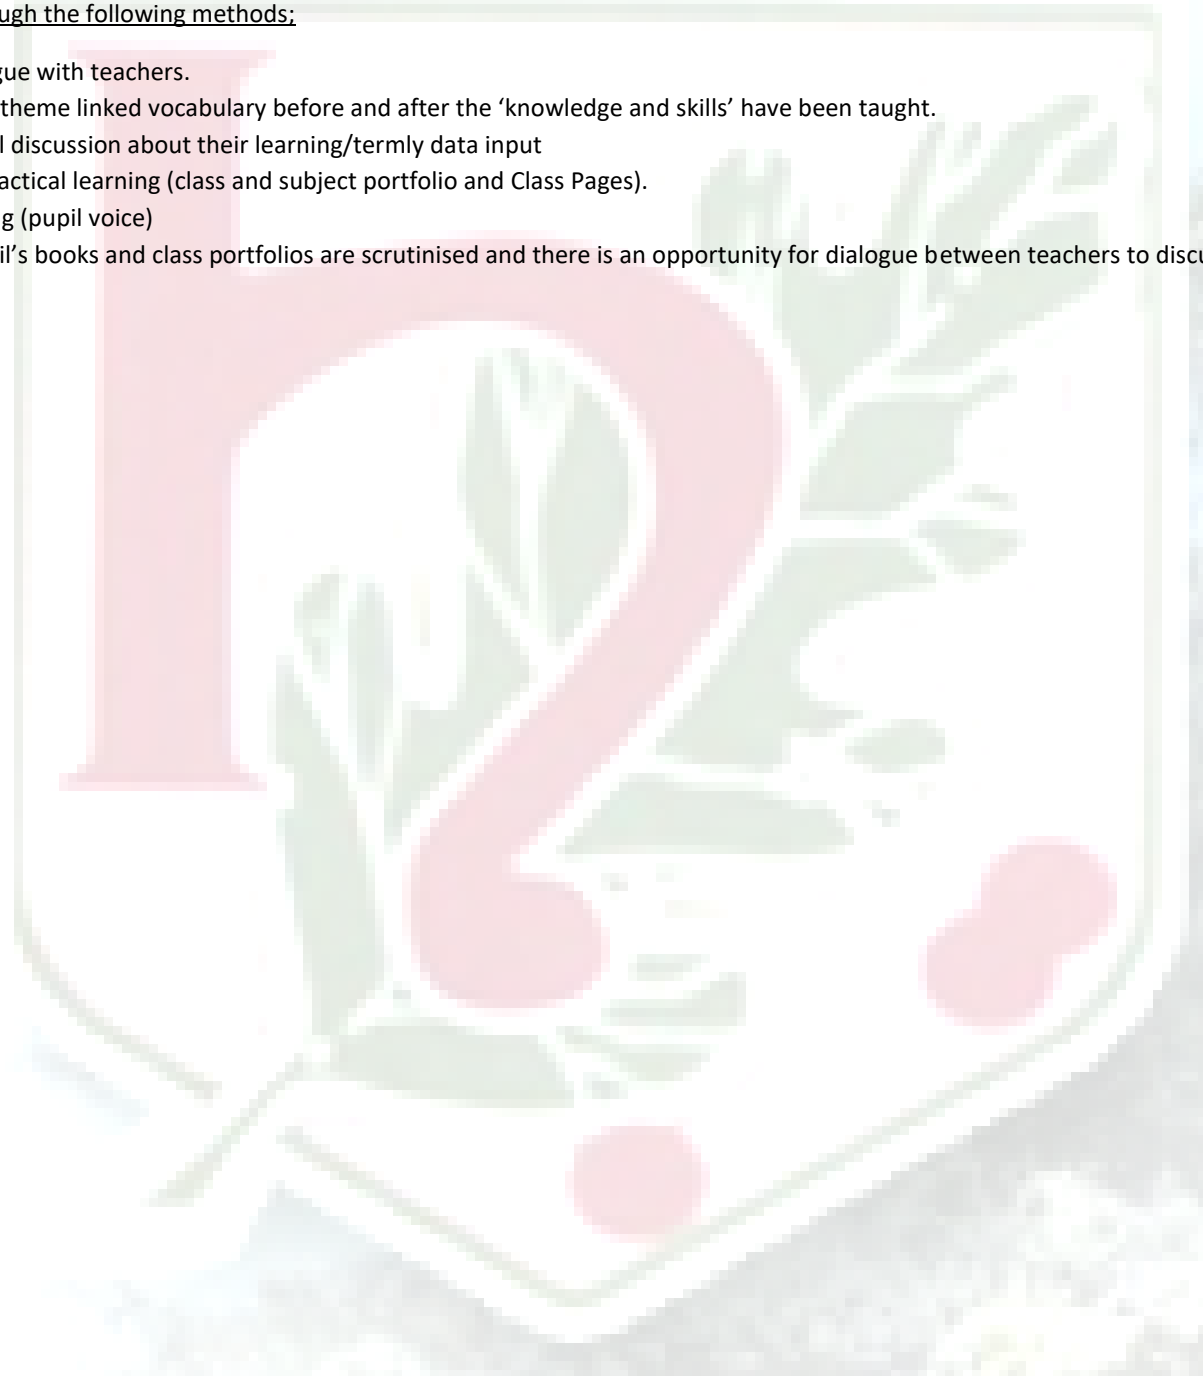 ugh the following methods;
gue with teachers.
theme linked vocabulary before and after the ‘knowledge and skills’ have been taught.
l discussion about their learning/termly data input
actical learning (class and subject portfolio and Class Pages).
g (pupil voice)
il’s books and class portfolios are scrutinised and there is an opportunity for dialogue between teachers to discu
h